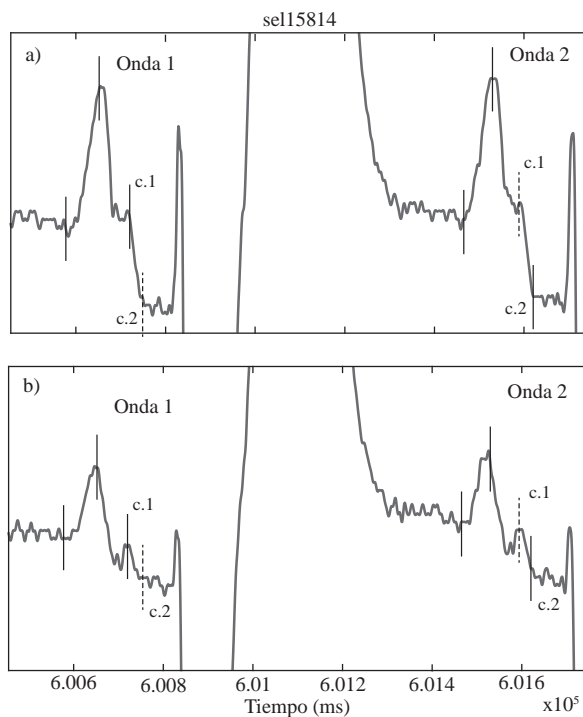 sel15814
a)
Onda 1
Onda 2
c.1
c.1
c.2
c.2
b)
Onda 1
Onda 2
c.1
c.1
c.2
c.2
6.006 6.008 6.01 6.012 6.014 6.016
Tiempo (ms)
x10⁵